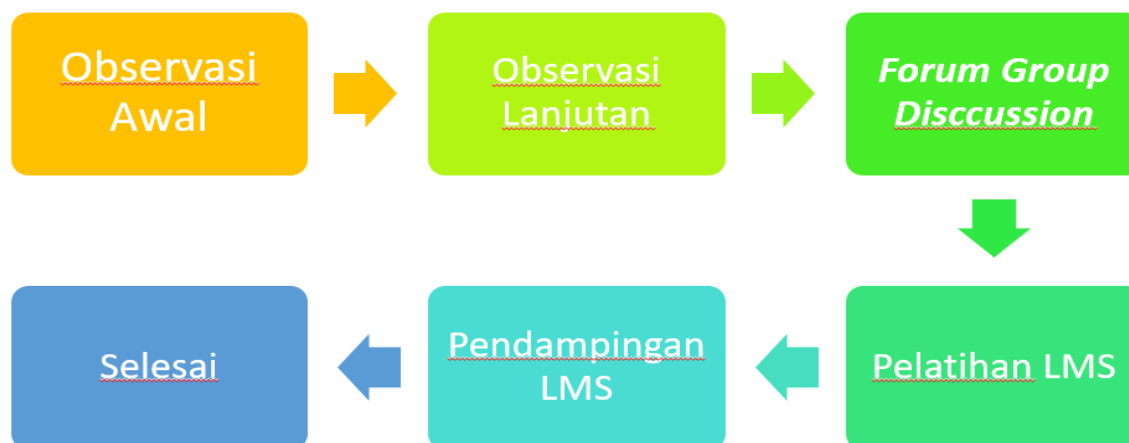 Observasi
Awal
Observasi
Lanjutan
Forum Group
Disccussion
Pelatihan LMS
Pendampingan
LMS
Selesai